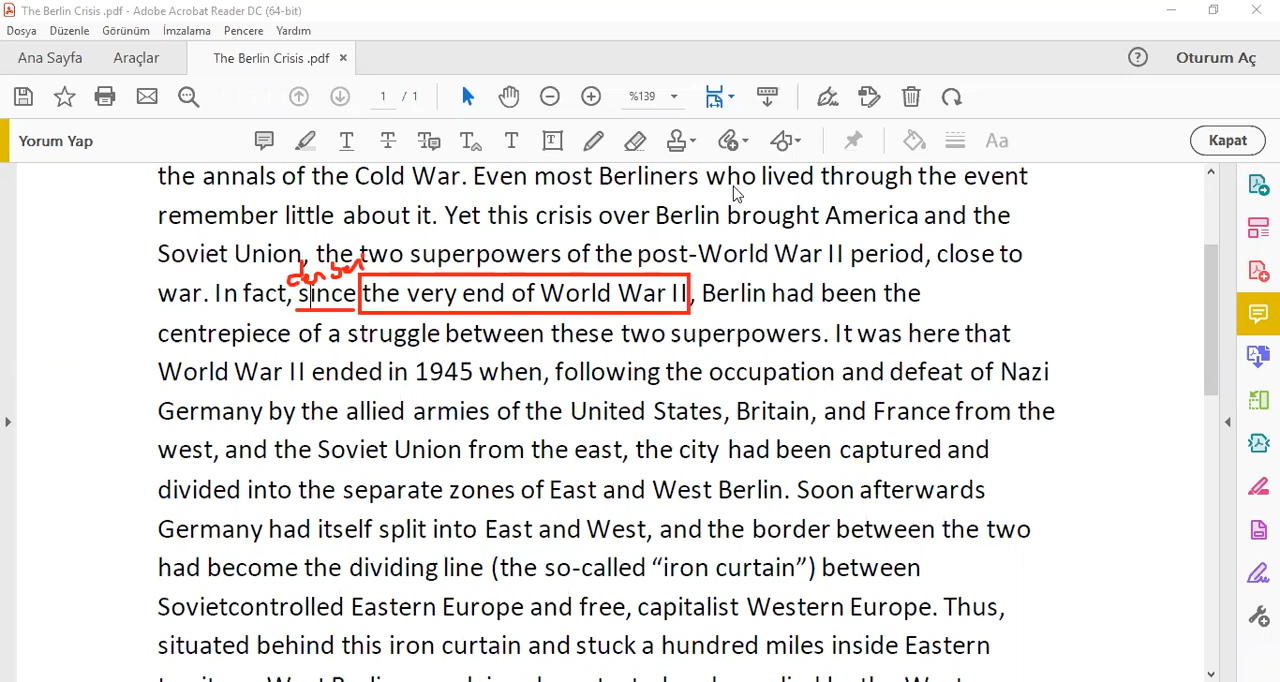 The Berlin Crisis .pdf - Adobe Acrobat Reader DC (64-bit)
Dosya Düzenle Görünüm İmzalama Pencere Yardım
Ana Sayfa Araçlar The Berlin Crisis .pdf × ? Oturum Aç
1 / 1 %139
Yorum Yap T T T T T T Aa Kapat
the annals of the Cold War. Even most Berliners who lived through the event
remember little about it. Yet this crisis over Berlin brought America and the
Soviet Union, the two superpowers of the post-World War II period, close to
den beri
war. In fact, since the very end of World War II, Berlin had been the
centrepiece of a struggle between these two superpowers. It was here that
World War II ended in 1945 when, following the occupation and defeat of Nazi
Germany by the allied armies of the United States, Britain, and France from the
west, and the Soviet Union from the east, the city had been captured and
divided into the separate zones of East and West Berlin. Soon afterwards
Germany had itself split into East and West, and the border between the two
had become the dividing line (the so-called “iron curtain”) between
Sovietcontrolled Eastern Europe and free, capitalist Western Europe. Thus,
situated behind this iron curtain and stuck a hundred miles inside Eastern